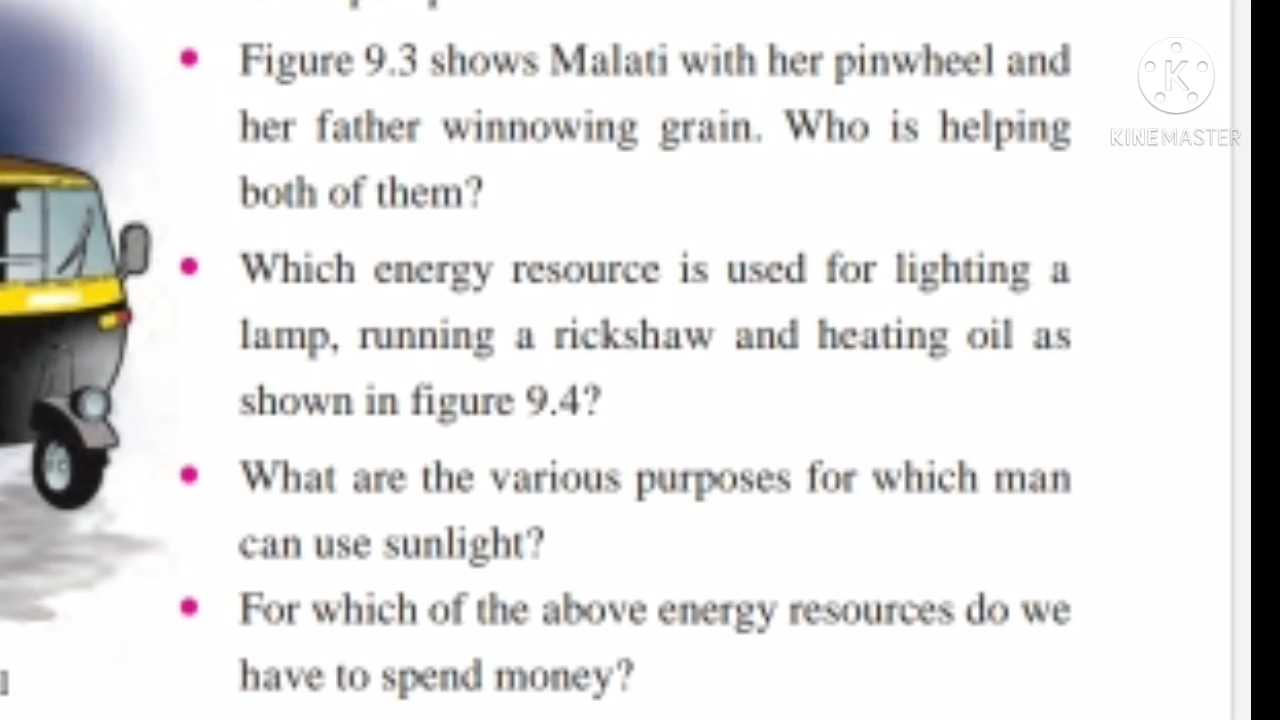 Figure 9.3 shows Malati with her pinwheel and
her father winnowing grain. Who is helping
both of them?
Which energy resource is used for lighting a
lamp, running a rickshaw and heating oil as
shown in figure 9.4?
What are the various purposes for which man
can use sunlight?
For which of the above energy resources do we
have to spend money?
K
KINEMASTER